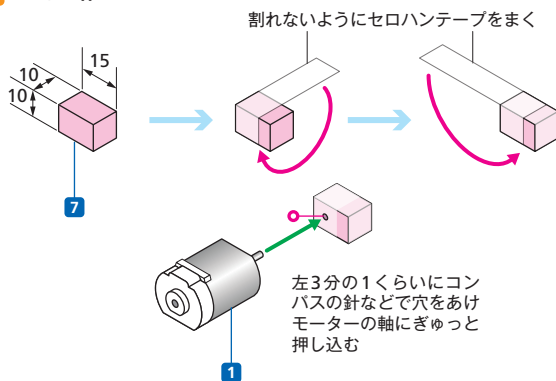 割れないようにセロハンテープをまく
15
10
10
7
左3分の1くらいにコン
パスの針などで穴をあけ
モーターの軸にぎゅっと
押し込む
1